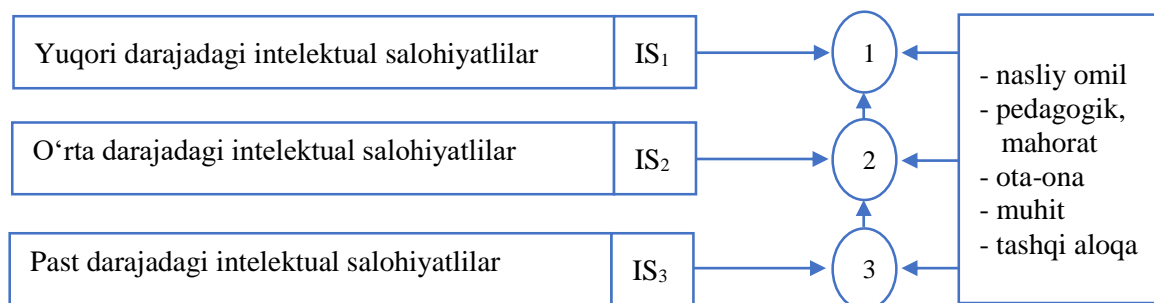 Yuqori darajadagi intelektual salohiyatlilar IS₁ 1
O‘rta darajadagi intelektual salohiyatlilar IS₂ 2
Past darajadagi intelektual salohiyatlilar IS₃ 3
- nasliy omil
- pedagogik,
mahorat
- ota-ona
- muhit
- tashqi aloqa